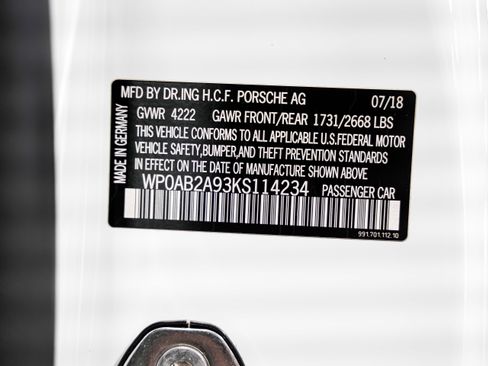 MFD BY DR.ING H.C.F. PORSCHE AG 07/18
GVWR 4222 GAWR FRONT/REAR 1731/2668 LBS
THIS VEHICLE CONFORMS TO ALL APPLICABLE U.S.FEDERAL MOTOR
VEHICLE SAFETY,BUMPER,AND THEFT PREVENTION STANDARDS
IN EFFECT ON THE DATE OF MANUFACTURE SHOWN ABOVE
WP0AB2A93KS114234 PASSENGER CAR
MADE IN GERMANY
991.701.112.10